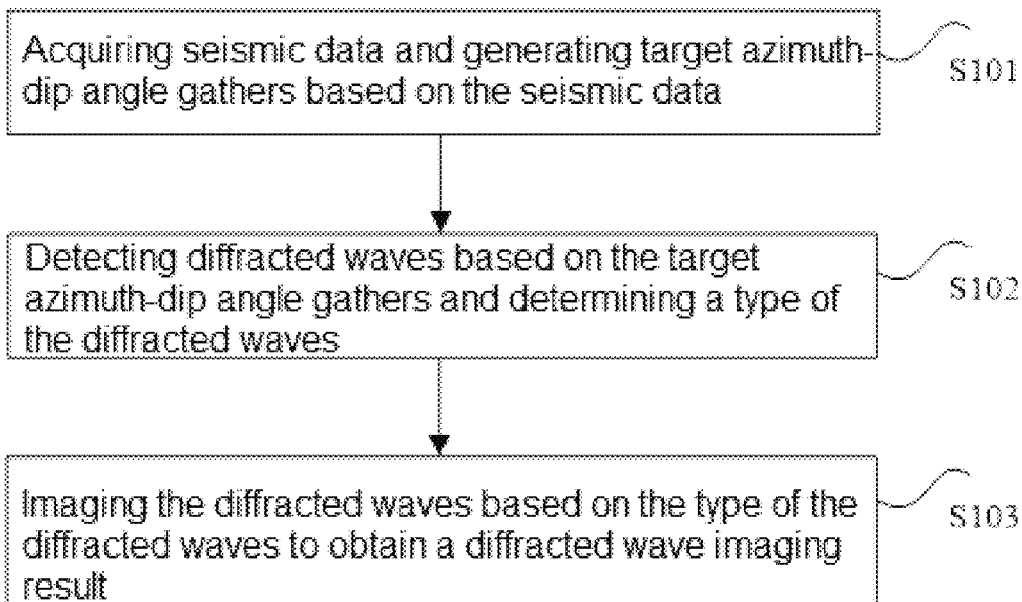 Acquiring seismic data and generating target azimuth-
dip angle gathers based on the seismic data
S101
Detecting diffracted waves based on the target
azimuth-dip angle gathers and determining a type of
the diffracted waves
S102
Imaging the diffracted waves based on the type of the
diffracted waves to obtain a diffracted wave imaging
result
S103